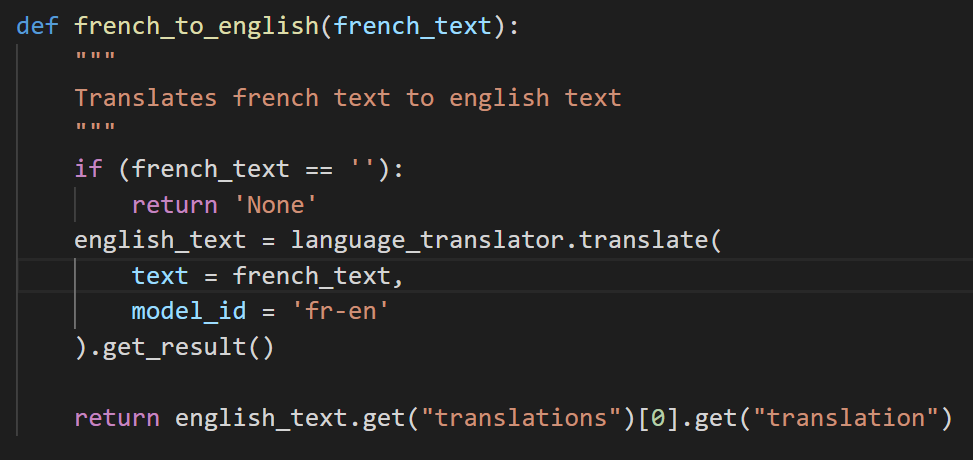 def french_to_english(french_text):
    """
    Translates french text to english text
    """
    if (french_text == ''):
        return 'None'
    english_text = language_translator.translate(
        text = french_text,
        model_id = 'fr-en'
    ).get_result()

    return english_text.get("translations")[0].get("translation")